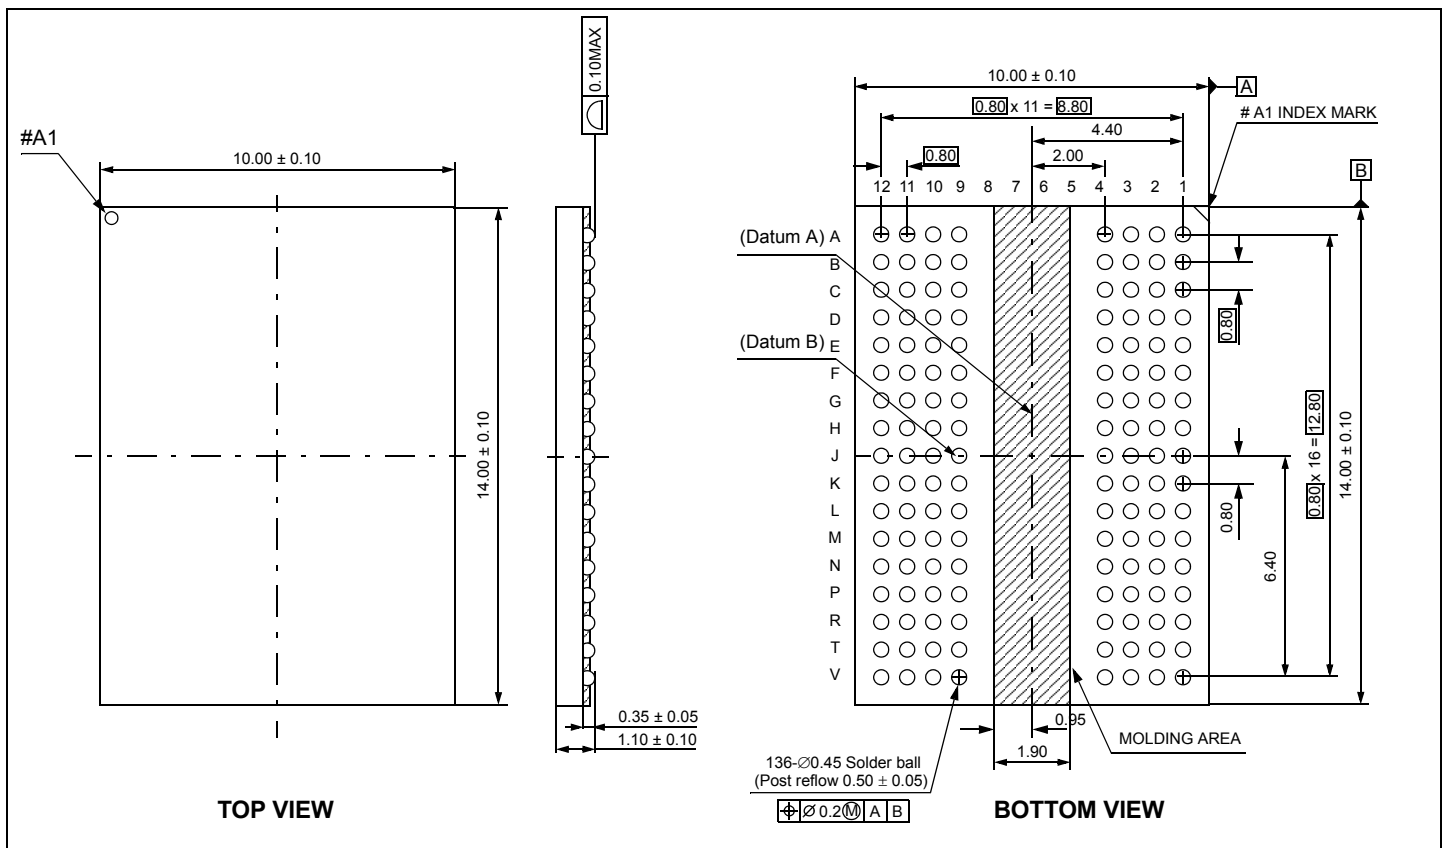 #A1
10.00 ± 0.10
14.00 ± 0.10
TOP VIEW
0.10MAX
0.35 ± 0.05
1.10 ± 0.10
10.00 ± 0.10
A
0.80 x 11 = 8.80
# A1 INDEX MARK
4.40
0.80
2.00
B
12 11 10 9 8 7 6 5 4 3 2 1
(Datum A)
(Datum B)
A
B
C
D
E
F
G
H
J
K
L
M
N
P
R
T
V
0.80
0.80
0.80 x 16 = 12.80
14.00 ± 0.10
6.40
0.95
1.90
MOLDING AREA
136-∅0.45 Solder ball
(Post reflow 0.50 ± 0.05)
⌖ ∅ 0.2 Ⓜ A B
BOTTOM VIEW